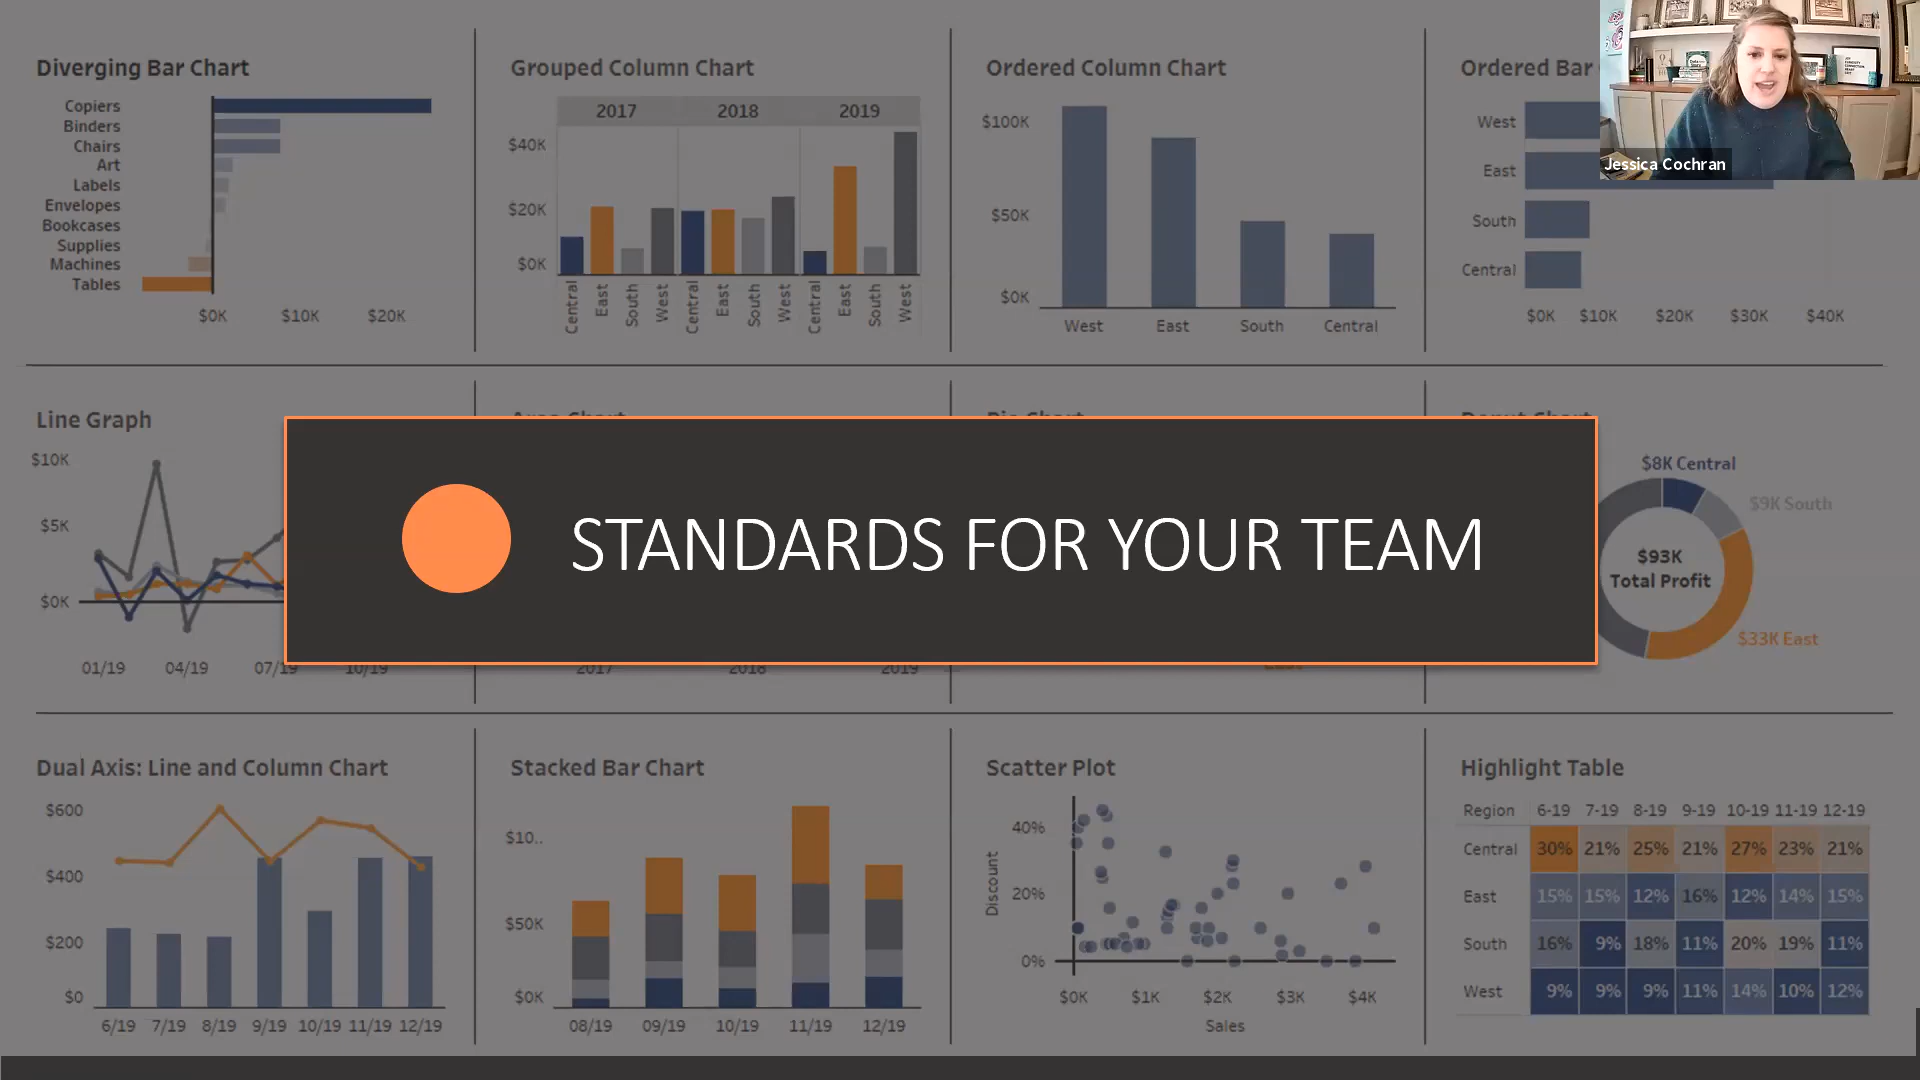 Diverging Bar Chart
Copiers
Binders
Chairs
Art
Labels
Envelopes
Bookcases
Supplies
Machines
Tables
$0K $10K $20K
Grouped Column Chart
2017 2018 2019
$40K
$20K
$0K
Central East South West Central East South West Central East South West
Ordered Column Chart
$100K
$50K
$0K
West East South Central
Ordered Bar
West
East
South
Central
$0K $10K $20K $30K $40K
Jessica Cochran
Line Graph
$10K
$5K
$0K
01/19 04/19 07/19 10/19
STANDARDS FOR YOUR TEAM
2017 2018 2019
$8K Central
$9K South
$93K
Total Profit
$33K East
Dual Axis: Line and Column Chart
$600
$400
$200
$0
6/19 7/19 8/19 9/19 10/19 11/19 12/19
Stacked Bar Chart
$10..
$50K
$0K
08/19 09/19 10/19 11/19 12/19
Scatter Plot
Discount
40%
20%
0%
$0K $1K $2K $3K $4K
Sales
Highlight Table
Region 6-19 7-19 8-19 9-19 10-19 11-19 12-19
Central 30% 21% 25% 21% 27% 23% 21%
East 15% 15% 12% 16% 12% 14% 15%
South 16% 9% 18% 11% 20% 19% 11%
West 9% 9% 9% 11% 14% 10% 12%